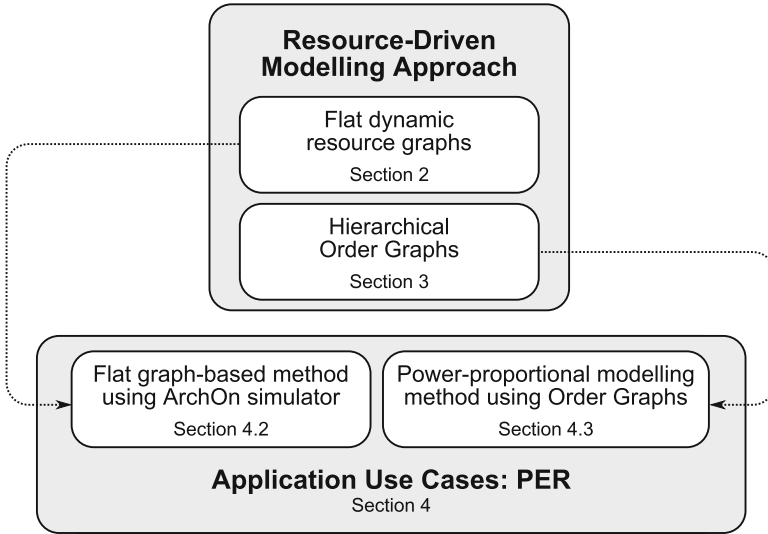 Resource-Driven
Modelling Approach
Flat dynamic
resource graphs
Section 2
Hierarchical
Order Graphs
Section 3
Flat graph-based method
using ArchOn simulator
Section 4.2
Power-proportional modelling
method using Order Graphs
Section 4.3
Application Use Cases: PER
Section 4